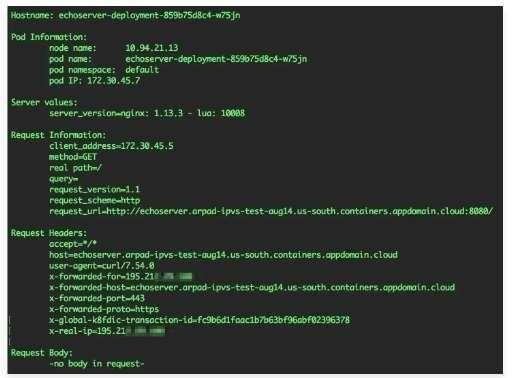 Hostname: echoserver-deployment-859b75d8c4-w75jn
Pod Information:
node name: 10.94.21.13
pod name: echoserver-deployment-859b75d8c4-w75jn
pod namespace: default
pod IP: 172.30.45.7
Server values:
server_version=nginx: 1.13.3 - lua: 10008
Request Information:
client_address=172.30.45.5
method=GET
real path=/
query=
request_version=1.1
request_scheme=http
request_uri=http://echoserver.arpad-ipvs-test-aug14.us-south.containers.appdomain.cloud:8080/
Request Headers:
accept=*/*
host=echoserver.arpad-ipvs-test-aug14.us-south.containers.appdomain.cloud
user-agent=curl/7.54.0
x-forwarded-for=195.21
x-forwarded-host=echoserver.arpad-ipvs-test-aug14.us-south.containers.appdomain.cloud
x-forwarded-port=443
x-forwarded-proto=https
x-global-k8fdic-transaction-id=fc9b6d1faac1b7b63bf96abf02396378
x-real-ip=195.21
Request Body:
-no body in request-